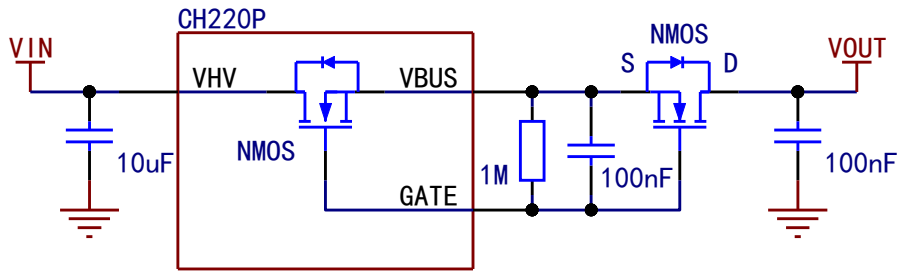 CH220P
VIN
VHV
VBUS
NMOS
S
D
VOUT
10uF
NMOS
1M
100nF
100nF
GATE